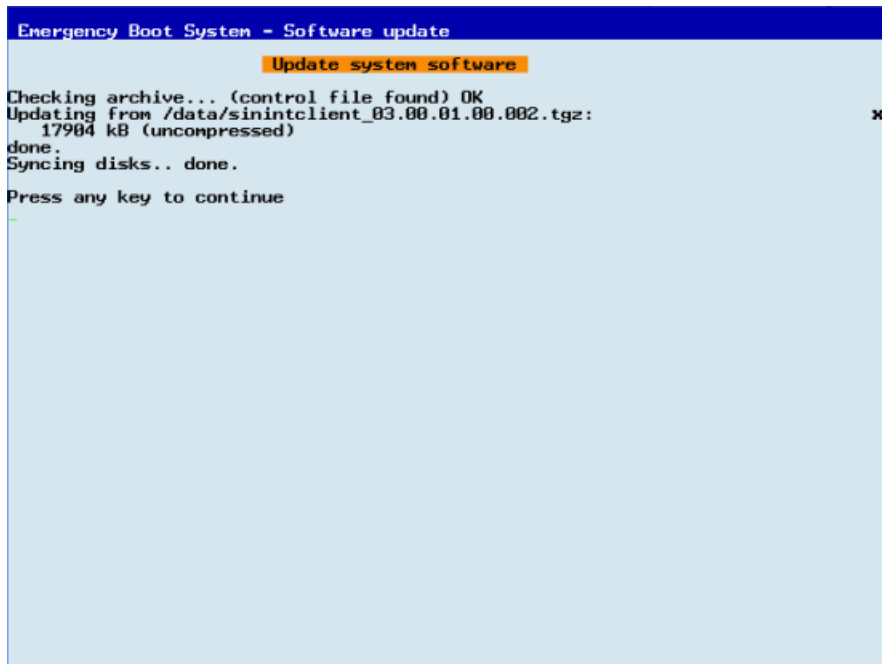 Emergency Boot System - Software update
Update system software
Checking archive... (control file found) OK
Updating from /data/sinintclient_03.00.01.00.002.tgz: x
17904 kB (uncompressed)
done.
Syncing disks.. done.
Press any key to continue